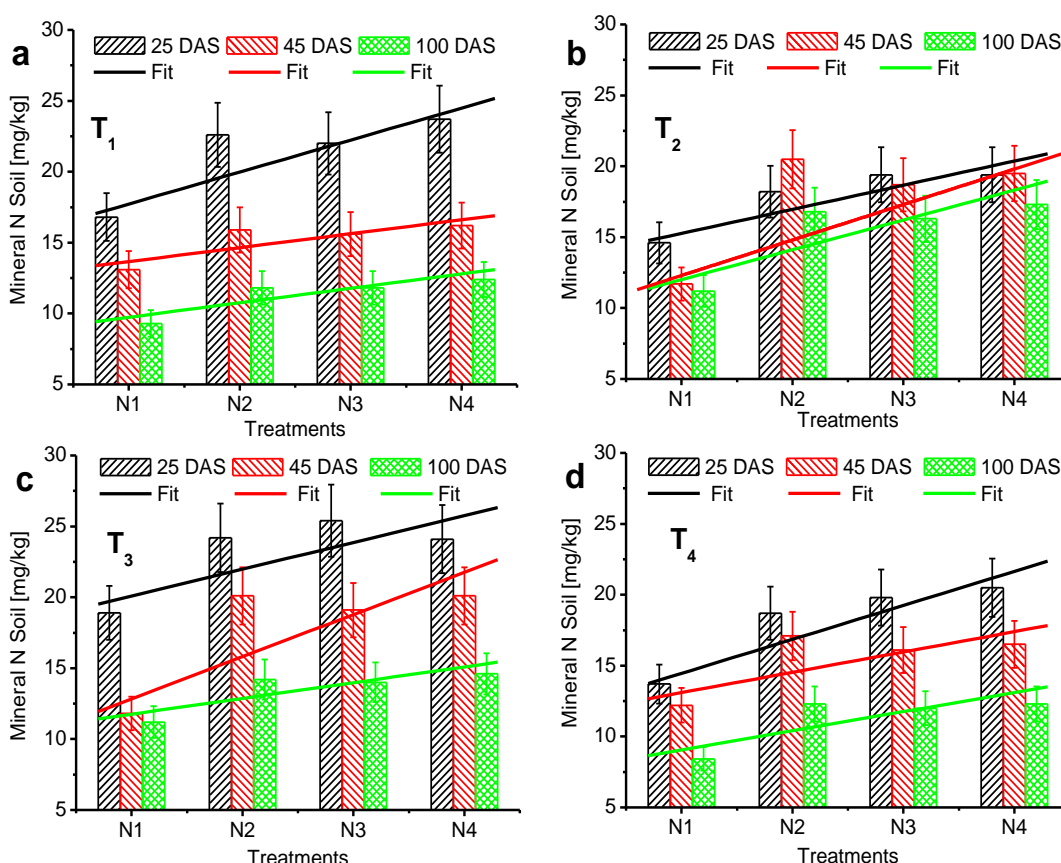 a
25 DAS 45 DAS 100 DAS
Fit Fit Fit
T1
Mineral N Soil [mg/kg]
30
25
20
15
10
5
N1 N2 N3 N4
Treatments
b
25 DAS 45 DAS 100 DAS
Fit Fit Fit
T2
Mineral N Soil [mg/kg]
30
25
20
15
10
5
N1 N2 N3 N4
Treatments
c
25 DAS 45 DAS 100 DAS
Fit Fit Fit
T3
Mineral N Soil [mg/kg]
30
25
20
15
10
5
N1 N2 N3 N4
Treatments
d
25 DAS 45 DAS 100 DAS
Fit Fit Fit
T4
Mineral N Soil [mg/kg]
30
25
20
15
10
5
N1 N2 N3 N4
Treatments